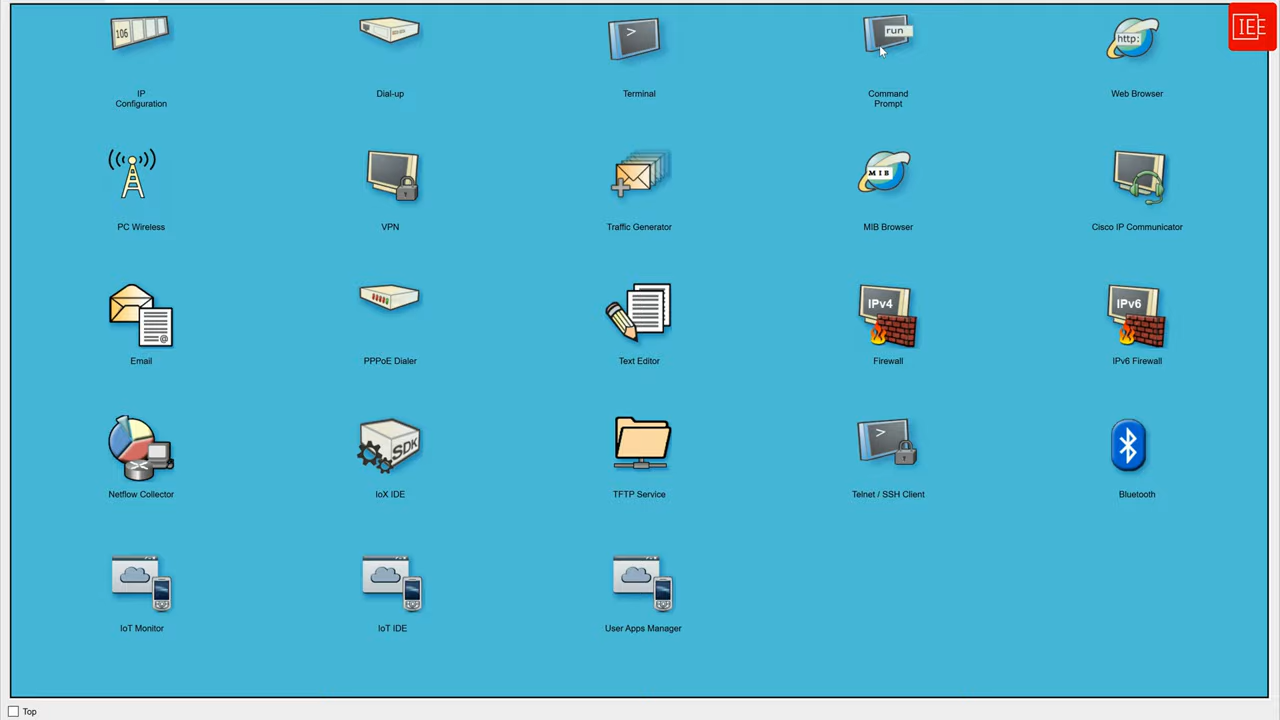 106
>
run
http:
IP
Configuration
Dial-up
Terminal
Command
Prompt
Web Browser
IEE
MIB
PC Wireless
VPN
Traffic Generator
MIB Browser
Cisco IP Communicator
IPv4
IPv6
@
Email
PPPoE Dialer
Text Editor
Firewall
IPv6 Firewall
SDK
>
Netflow Collector
IoX IDE
TFTP Service
Telnet / SSH Client
Bluetooth
IoT Monitor
IoT IDE
User Apps Manager
Top